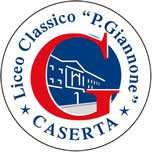 Liceo Classico "P. Giannone"
G
★ CASERTA ★